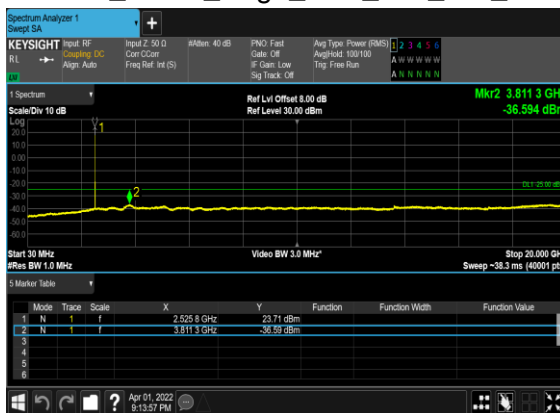 Spectrum Analyzer 1
Swept SA
KEYSIGHT Input: RF Input Z: 50 Ω #Atten: 40 dB PNO: Fast Avg Type: Power (RMS) 1 2 3 4 5 6
RL Coupling: DC Corr CCorr Gate: Off Avg|Hold: 100/100 A W W W W W
Align: Auto Freq Ref: Int (S) IF Gain: Low Trig: Free Run A N N N N N
LU Sig Track: Off
1 Spectrum Ref Lvl Offset 8.00 dB Mkr2 3.811 3 GH
Scale/Div 10 dB Ref Level 30.00 dBm -36.594 dBr
Log
20.0 1
10.0
0.00
-10.0
-20.0 DL1 -25.00 dB
-30.0 2
-40.0
-50.0
-60.0
Start 30 MHz Video BW 3.0 MHz* Stop 20.000 GH
#Res BW 1.0 MHz Sweep ~38.3 ms (40001 pt
5 Marker Table
Mode Trace Scale X Y Function Function Width Function Value
1 N 1 f 2.525 8 GHz 23.71 dBm
2 N 1 f 3.811 3 GHz -36.59 dBm
3
4
5
6
? Apr 01, 2022
9:13:57 PM